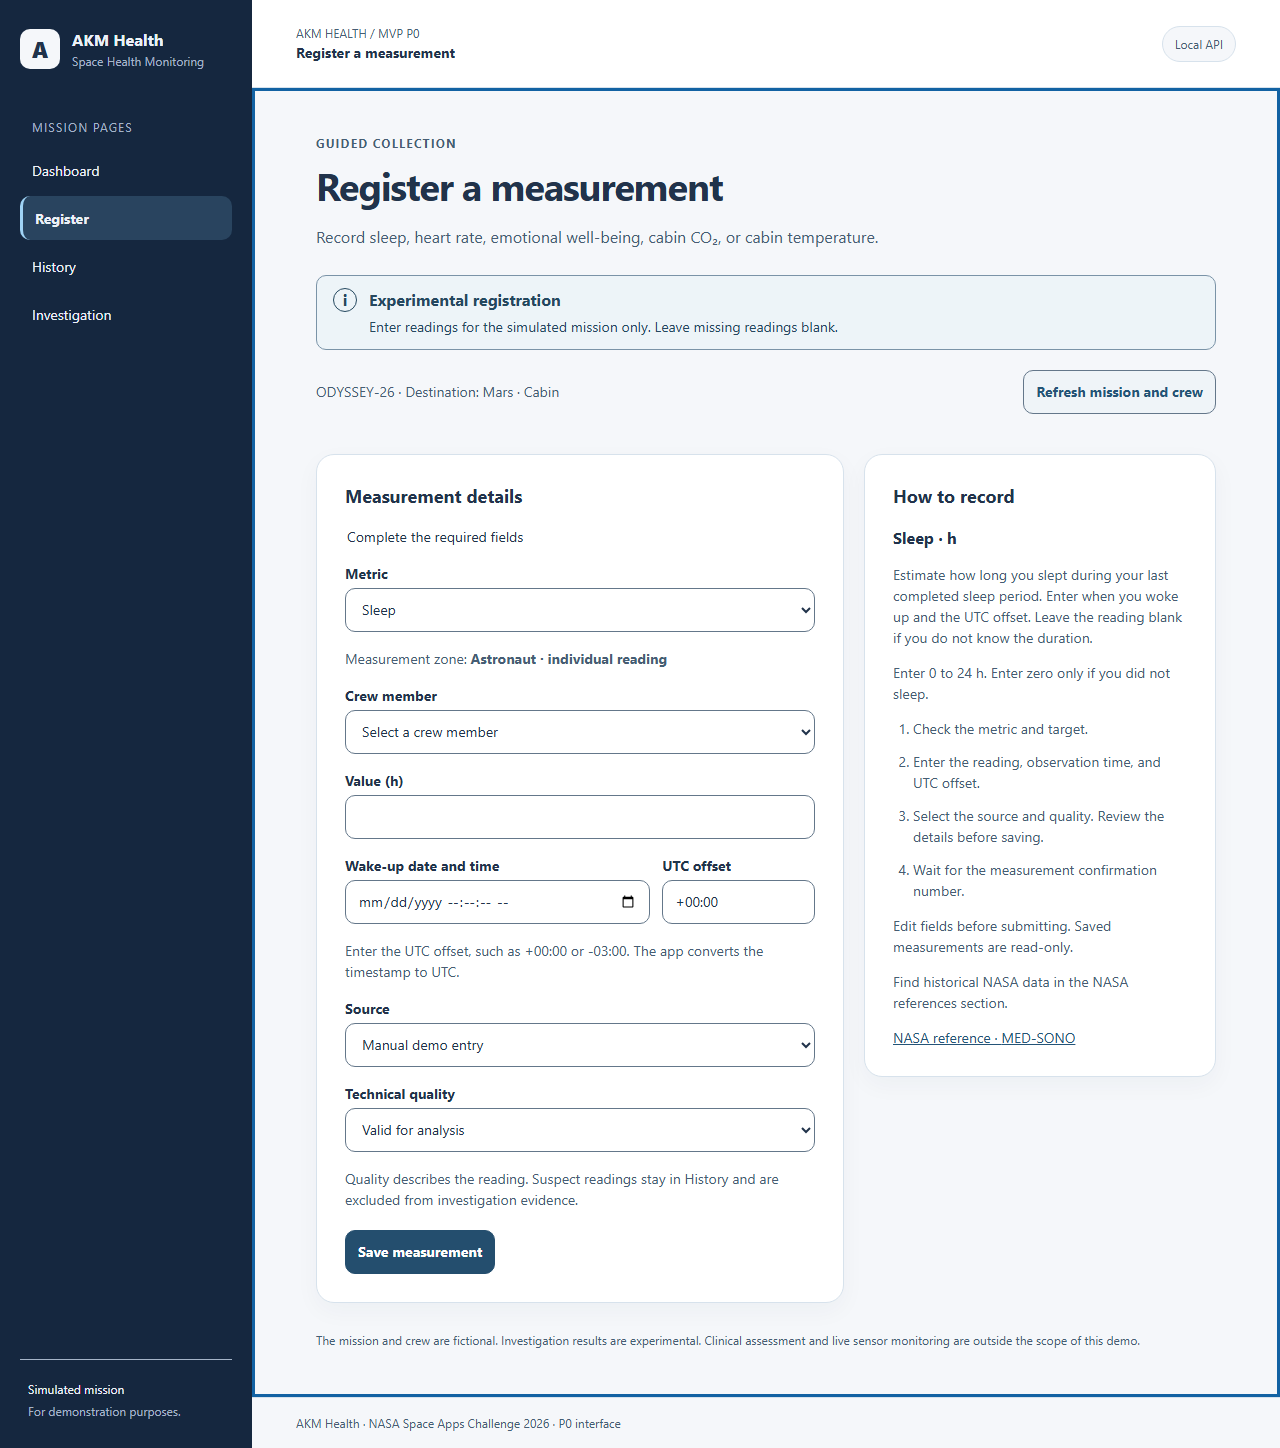 A
AKM Health
Space Health Monitoring
MISSION PAGES
Dashboard
Register
History
Investigation
Simulated mission
For demonstration purposes.
AKM HEALTH / MVP P0
Register a measurement
Local API
GUIDED COLLECTION
Register a measurement
Record sleep, heart rate, emotional well-being, cabin CO₂, or cabin temperature.
i
Experimental registration
Enter readings for the simulated mission only. Leave missing readings blank.
ODYSSEY-26 · Destination: Mars · Cabin
Refresh mission and crew
Measurement details
Complete the required fields
Metric
Sleep
Measurement zone: Astronaut · individual reading
Crew member
Select a crew member
Value (h)
Wake-up date and time
UTC offset
mm/dd/yyyy --:--:-- --
+00:00
Enter the UTC offset, such as +00:00 or -03:00. The app converts the
timestamp to UTC.
Source
Manual demo entry
Technical quality
Valid for analysis
Quality describes the reading. Suspect readings stay in History and are
excluded from investigation evidence.
Save measurement
How to record
Sleep · h
Estimate how long you slept during your last
completed sleep period. Enter when you woke
up and the UTC offset. Leave the reading blank
if you do not know the duration.
Enter 0 to 24 h. Enter zero only if you did not
sleep.
1. Check the metric and target.
2. Enter the reading, observation time, and
UTC offset.
3. Select the source and quality. Review the
details before saving.
4. Wait for the measurement confirmation
number.
Edit fields before submitting. Saved
measurements are read-only.
Find historical NASA data in the NASA
references section.
NASA reference · MED-SONO
The mission and crew are fictional. Investigation results are experimental. Clinical assessment and live sensor monitoring are outside the scope of this demo.
AKM Health · NASA Space Apps Challenge 2026 · P0 interface